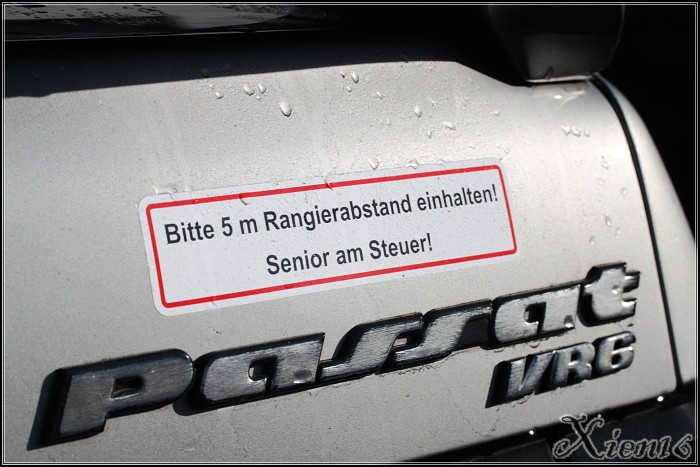 Bitte 5 m Rangierabstand einhalten!
Senior am Steuer!
passat
VR6
Xien16